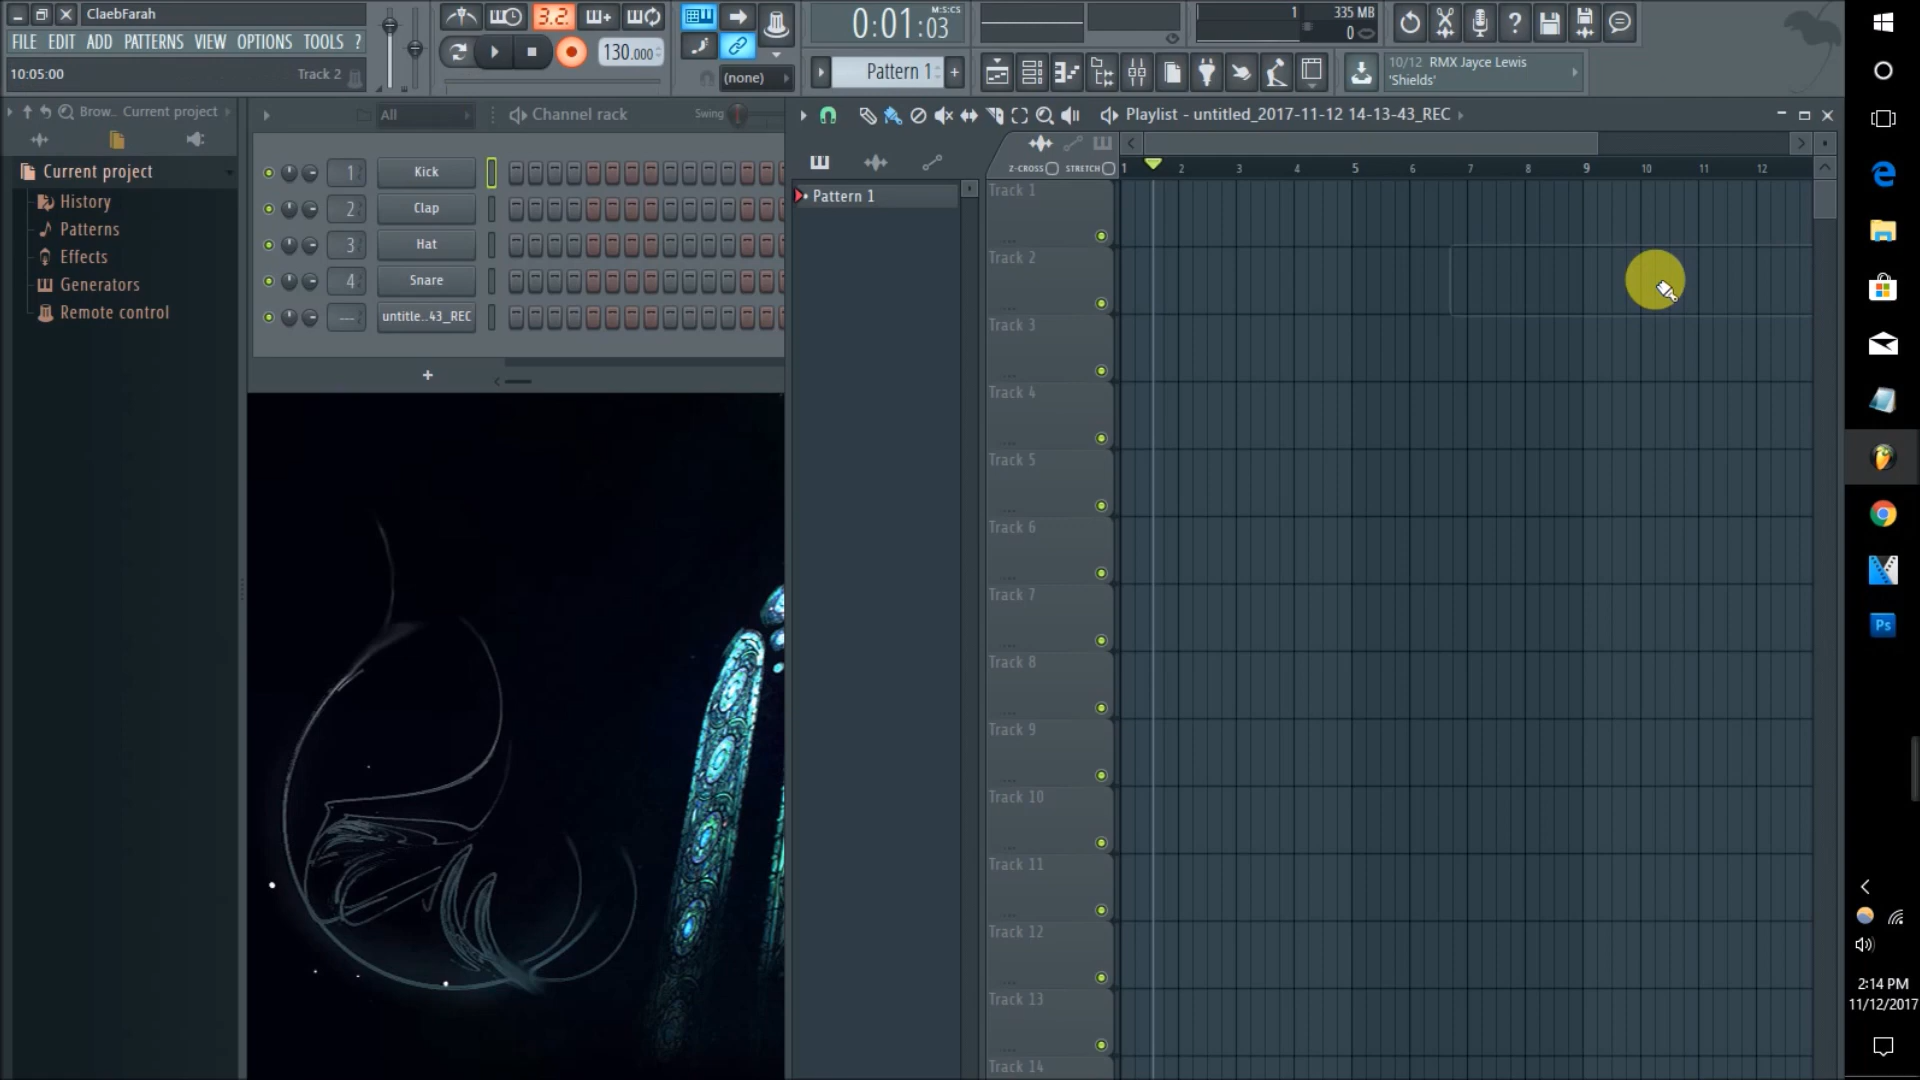 ClaebFarah
FILE EDIT ADD PATTERNS VIEW OPTIONS TOOLS ?
10:05:00 Track 2
3.2.
130.000
(none)
0:01:03 M:S:CS
Pattern 1
1 335 MB
0
10/12 RMX Jayce Lewis
'Shields'
Brow.. Current project
Current project
History
Patterns
Effects
Generators
Remote control
All Channel rack Swing
1 Kick
2 Clap
3 Hat
4 Snare
--- untitle..43_REC
+
Playlist - untitled_2017-11-12 14-13-43_REC
Z-CROSS STRETCH
1 2 3 4 5 6 7 8 9 10 11 12
Pattern 1
Track 1
Track 2
Track 3
Track 4
Track 5
Track 6
Track 7
Track 8
Track 9
Track 10
Track 11
Track 12
Track 13
Track 14
Ps
2:14 PM
11/12/2017